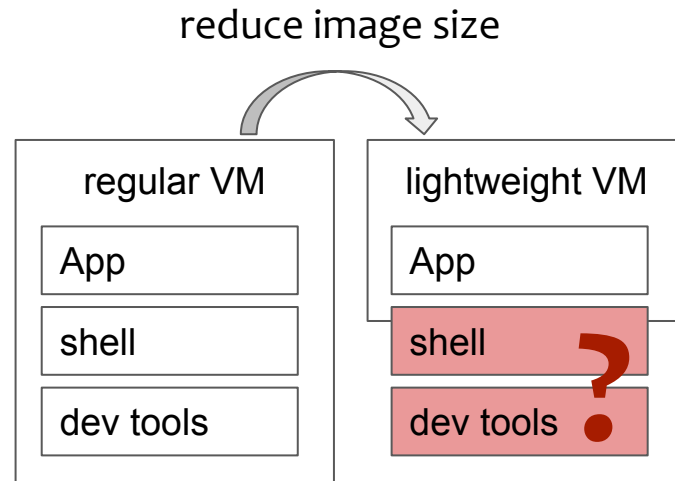 reduce image size
regular VM
App
shell
dev tools
lightweight VM
App
shell
dev tools
?